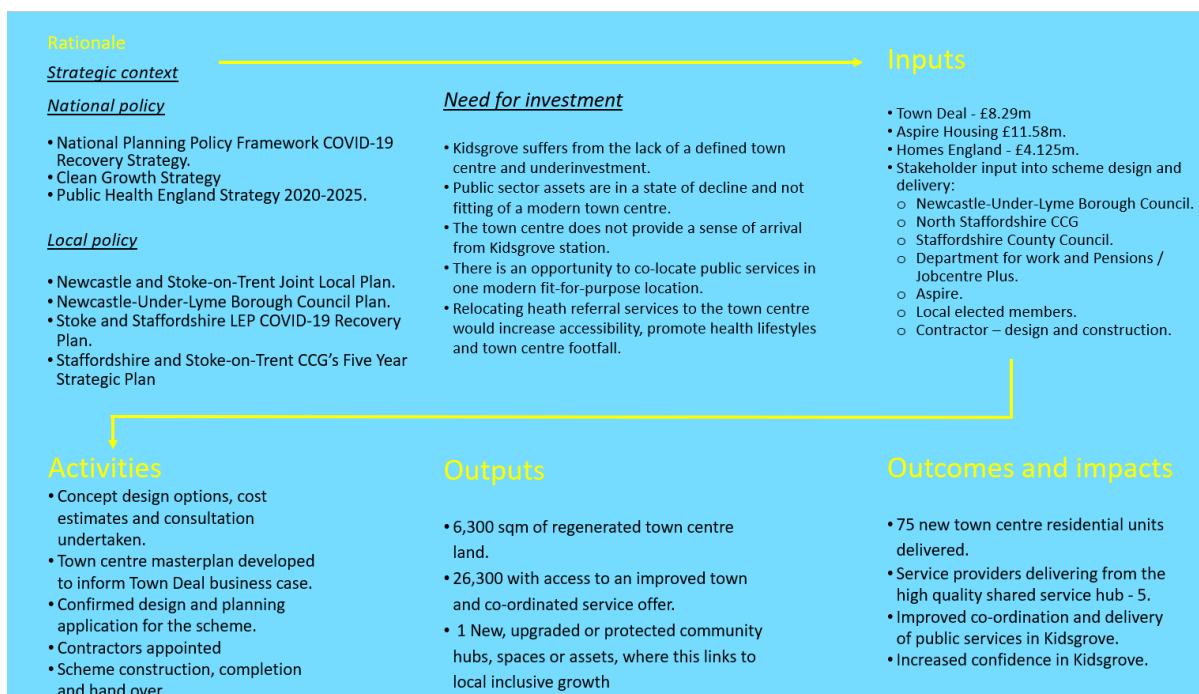 Rationale
Strategic context
National policy
• National Planning Policy Framework COVID-19
Recovery Strategy.
• Clean Growth Strategy
• Public Health England Strategy 2020-2025.
Local policy
• Newcastle and Stoke-on-Trent Joint Local Plan.
• Newcastle-Under-Lyme Borough Council Plan.
• Stoke and Staffordshire LEP COVID-19 Recovery
Plan.
• Staffordshire and Stoke-on-Trent CCG's Five Year
Strategic Plan
Need for investment
• Kidsgrove suffers from the lack of a defined town
centre and underinvestment.
• Public sector assets are in a state of decline and not
fitting of a modern town centre.
• The town centre does not provide a sense of arrival
from Kidsgrove station.
• There is an opportunity to co-locate public services in
one modern fit-for-purpose location.
• Relocating heath referral services to the town centre
would increase accessibility, promote health lifestyles
and town centre footfall.
Inputs
• Town Deal - £8.29m
• Aspire Housing £11.58m.
• Homes England - £4.125m.
• Stakeholder input into scheme design and
delivery:
o Newcastle-Under-Lyme Borough Council.
o North Staffordshire CCG
o Staffordshire County Council.
o Department for work and Pensions /
Jobcentre Plus.
o Aspire.
o Local elected members.
o Contractor – design and construction.
Activities
• Concept design options, cost
estimates and consultation
undertaken.
• Town centre masterplan developed
to inform Town Deal business case.
• Confirmed design and planning
application for the scheme.
• Contractors appointed
• Scheme construction, completion
and hand over
Outputs
• 6,300 sqm of regenerated town centre
land.
• 26,300 with access to an improved town
and co-ordinated service offer.
• 1 New, upgraded or protected community
hubs, spaces or assets, where this links to
local inclusive growth
Outcomes and impacts
• 75 new town centre residential units
delivered.
• Service providers delivering from the
high quality shared service hub - 5.
• Improved co-ordination and delivery
of public services in Kidsgrove.
• Increased confidence in Kidsgrove.